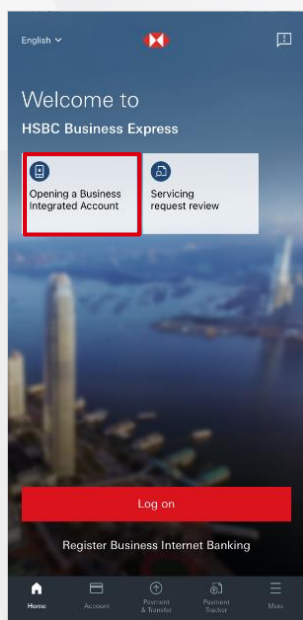 English
Welcome to
HSBC Business Express
Opening a Business
Integrated Account
Servicing
request review
Log on
Register Business Internet Banking
Home
Account
Payment
& Transfer
Payment
Tracker
More